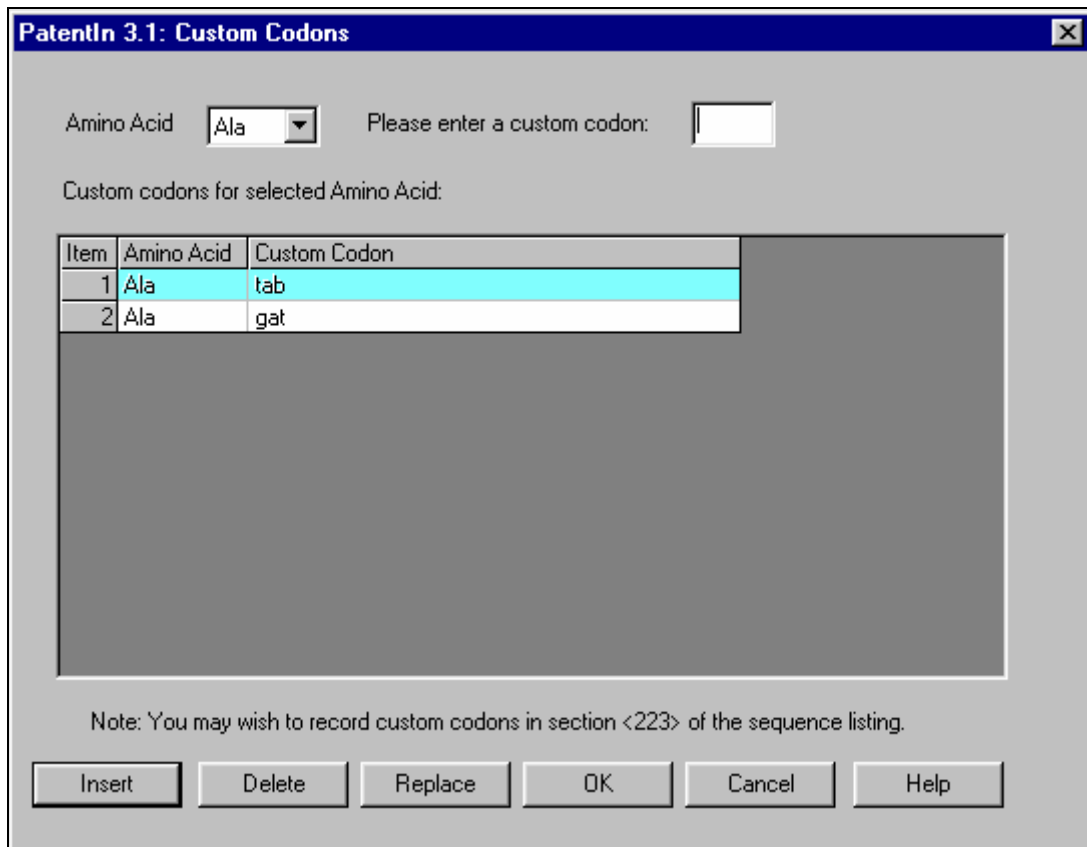 PatentIn 3.1: Custom Codons
Amino Acid Ala Please enter a custom codon:
Custom codons for selected Amino Acid:
Item Amino Acid Custom Codon
1 Ala tab
2 Ala gat
Note: You may wish to record custom codons in section <223> of the sequence listing.
Insert Delete Replace OK Cancel Help